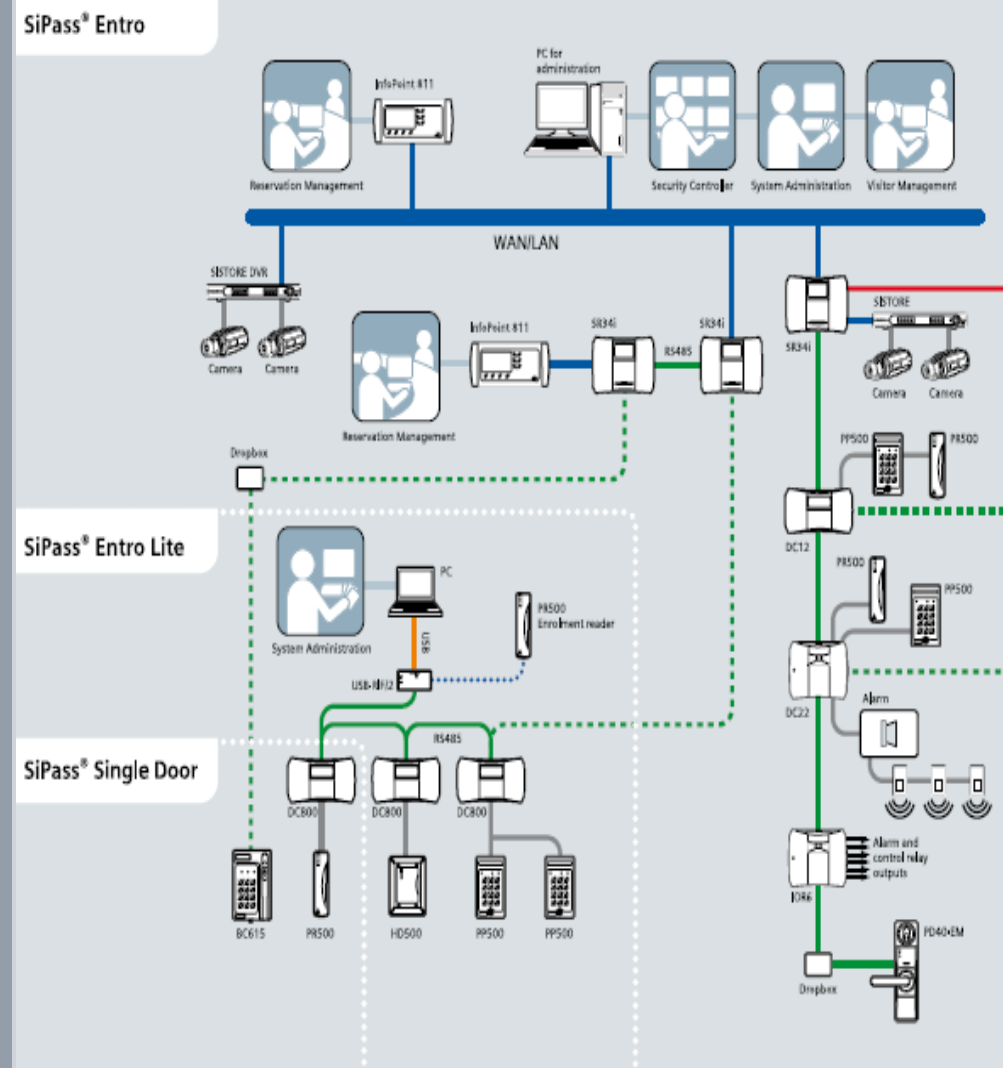 SiPass® Entro
PC for
administration
InfoPoint 811
Reservation Management
Security Controller
System Administration
Visitor Management
WAN/LAN
SISTORE DVR
Camera
Camera
InfoPoint 811
SR34i
RS485
SR34i
SR34i
SISTORE
Camera
Camera
Reservation Management
Dropbox
PP500
PR500
DC12
SiPass® Entro Lite
PC
USB
PR500
Enrolment reader
System Administration
USB-RIF/2
PR500
PP500
DC22
Alarm
RS485
SiPass® Single Door
DC800
DC800
DC800
Alarm and
control relay
outputs
IOR6
BC615
PR500
HD500
PP500
PP500
PD40-EM
Dropbox